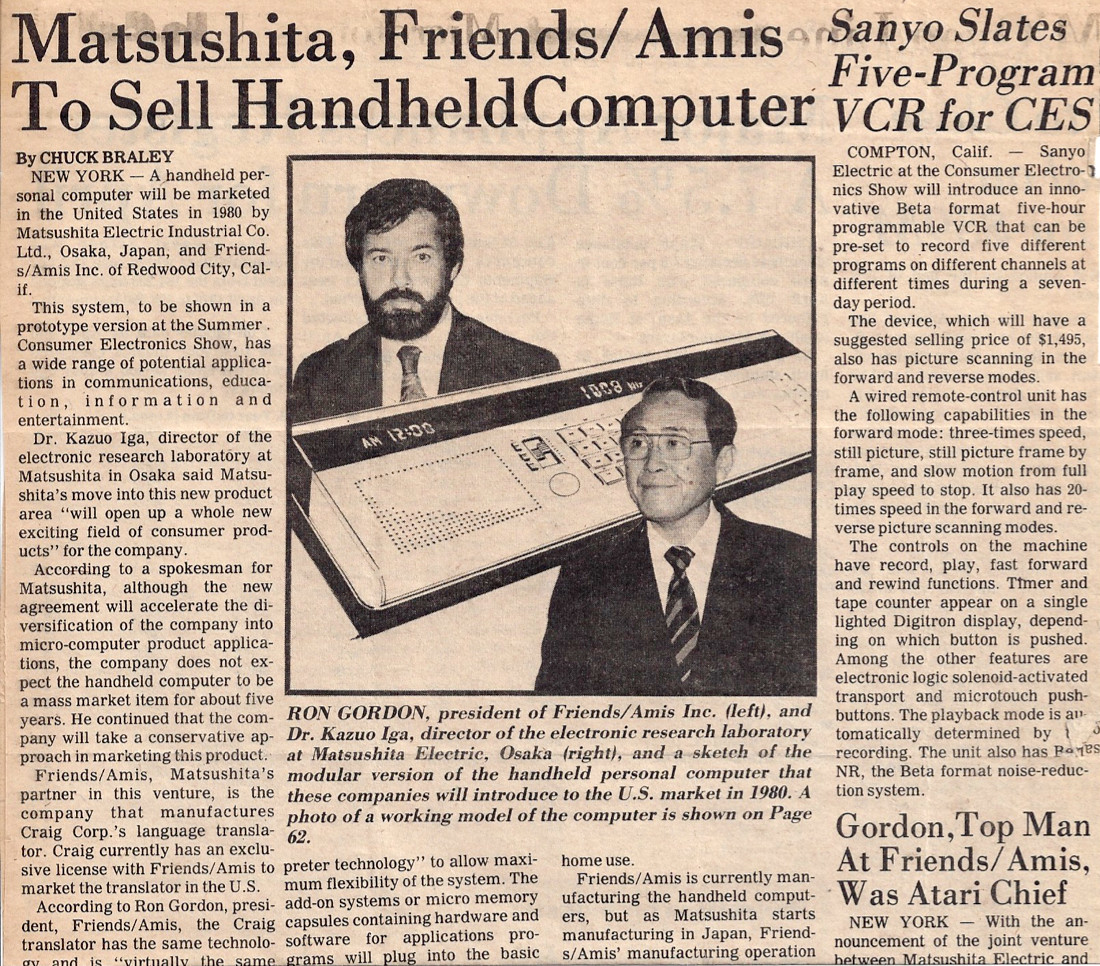 Matsushita, Friends/Amis
To Sell Handheld Computer
By CHUCK BRALEY
NEW YORK — A handheld per-
sonal computer will be marketed
in the United States in 1980 by
Matsushita Electric Industrial Co.
Ltd., Osaka, Japan, and Friend-
s/Amis Inc. of Redwood City, Cal-
if.
This system, to be shown in a
prototype version at the Summer
Consumer Electronics Show, has
a wide range of potential applica-
tions in communications, educa-
tion, information and
entertainment.
Dr. Kazuo Iga, director of the
electronic research laboratory at
Matsushita in Osaka said Matsu-
shita's move into this new product
area "will open up a whole new
exciting field of consumer prod-
ucts" for the company.
According to a spokesman for
Matsushita, although the new
agreement will accelerate the di-
versification of the company into
micro-computer product applica-
tions, the company does not ex-
pect the handheld computer to be
a mass market item for about five
years. He continued that the com-
pany will take a conservative ap-
proach in marketing this product.
Friends/Amis, Matsushita's
partner in this venture, is the
company that manufactures
Craig Corp.'s language transla-
tor. Craig currently has an exclu-
sive license with Friends/Amis to
market the translator in the U.S.
According to Ron Gordon, presi-
dent, Friends/Amis, the Craig
translator has the same technolo-
gy and is "virtually the same
AM 12:00
RON GORDON, president of Friends/Amis Inc. (left), and
Dr. Kazuo Iga, director of the electronic research laboratory
at Matsushita Electric, Osaka (right), and a sketch of the
modular version of the handheld personal computer that
these companies will introduce to the U.S. market in 1980. A
photo of a working model of the computer is shown on Page
62.
preter technology" to allow maxi-
mum flexibility of the system. The
add-on systems or micro memory
capsules containing hardware and
software for applications pro-
grams will plug into the basic
home use.
Friends/Amis is currently man-
ufacturing the handheld comput-
ers, but as Matsushita starts
manufacturing in Japan, Friend-
s/Amis' manufacturing operation
Sanyo Slates
Five-Program
VCR for CES
COMPTON, Calif. — Sanyo
Electric at the Consumer Electro-
nics Show will introduce an inno-
vative Beta format five-hour
programmable VCR that can be
pre-set to record five different
programs on different channels at
different times during a seven-
day period.
The device, which will have a
suggested selling price of $1,495,
also has picture scanning in the
forward and reverse modes.
A wired remote-control unit has
the following capabilities in the
forward mode: three-times speed,
still picture, still picture frame by
frame, and slow motion from full
play speed to stop. It also has 20-
times speed in the forward and re-
verse picture scanning modes.
The controls on the machine
have record, play, fast forward
and rewind functions. Timer and
tape counter appear on a single
lighted Digitron display, depend-
ing on which button is pushed.
Among the other features are
electronic logic solenoid-activated
transport and microtouch push-
buttons. The playback mode is au-
tomatically determined by
recording. The unit also has
NR, the Beta format noise-reduc-
tion system.
Gordon, Top Man
At Friends/Amis,
Was Atari Chief
NEW YORK — With the an-
nouncement of the joint venture
between Matsushita Electric and